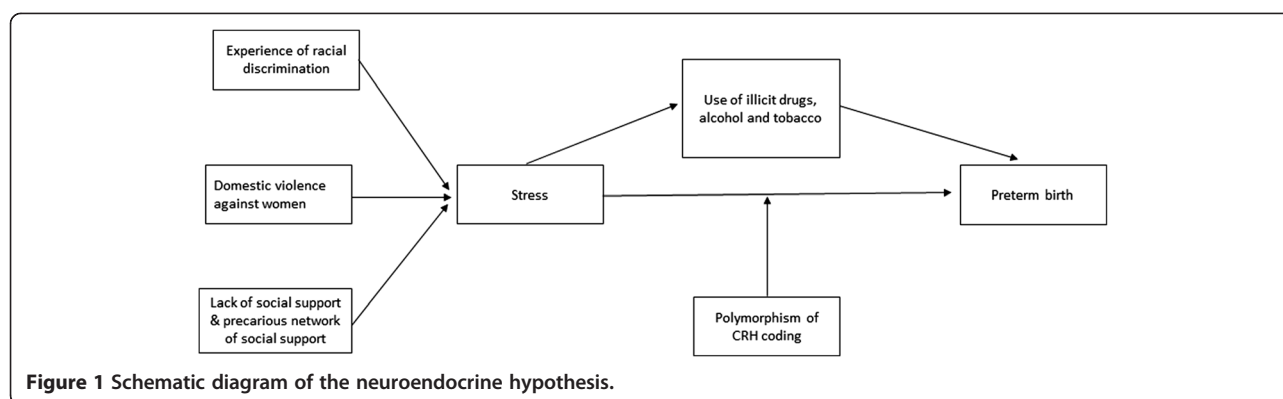 Experience of racial
discrimination
Use of illicit drugs,
alcohol and tobacco
Domestic violence
against women
Stress
Preterm birth
Lack of social support
& precarious network
of social support
Polymorphism of
CRH coding
Figure 1 Schematic diagram of the neuroendocrine hypothesis.